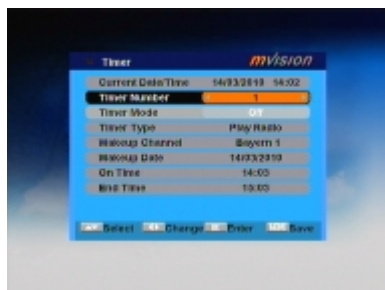 Timer mvision
Current Date/Time 14/03/2010 14:02
Timer Number 1
Timer Mode Off
Timer Type Play Radio
Wakeup Channel Bayern 1
Wakeup Date 14/03/2010
On Time 14:03
End Time 15:03
Select Change Enter Save